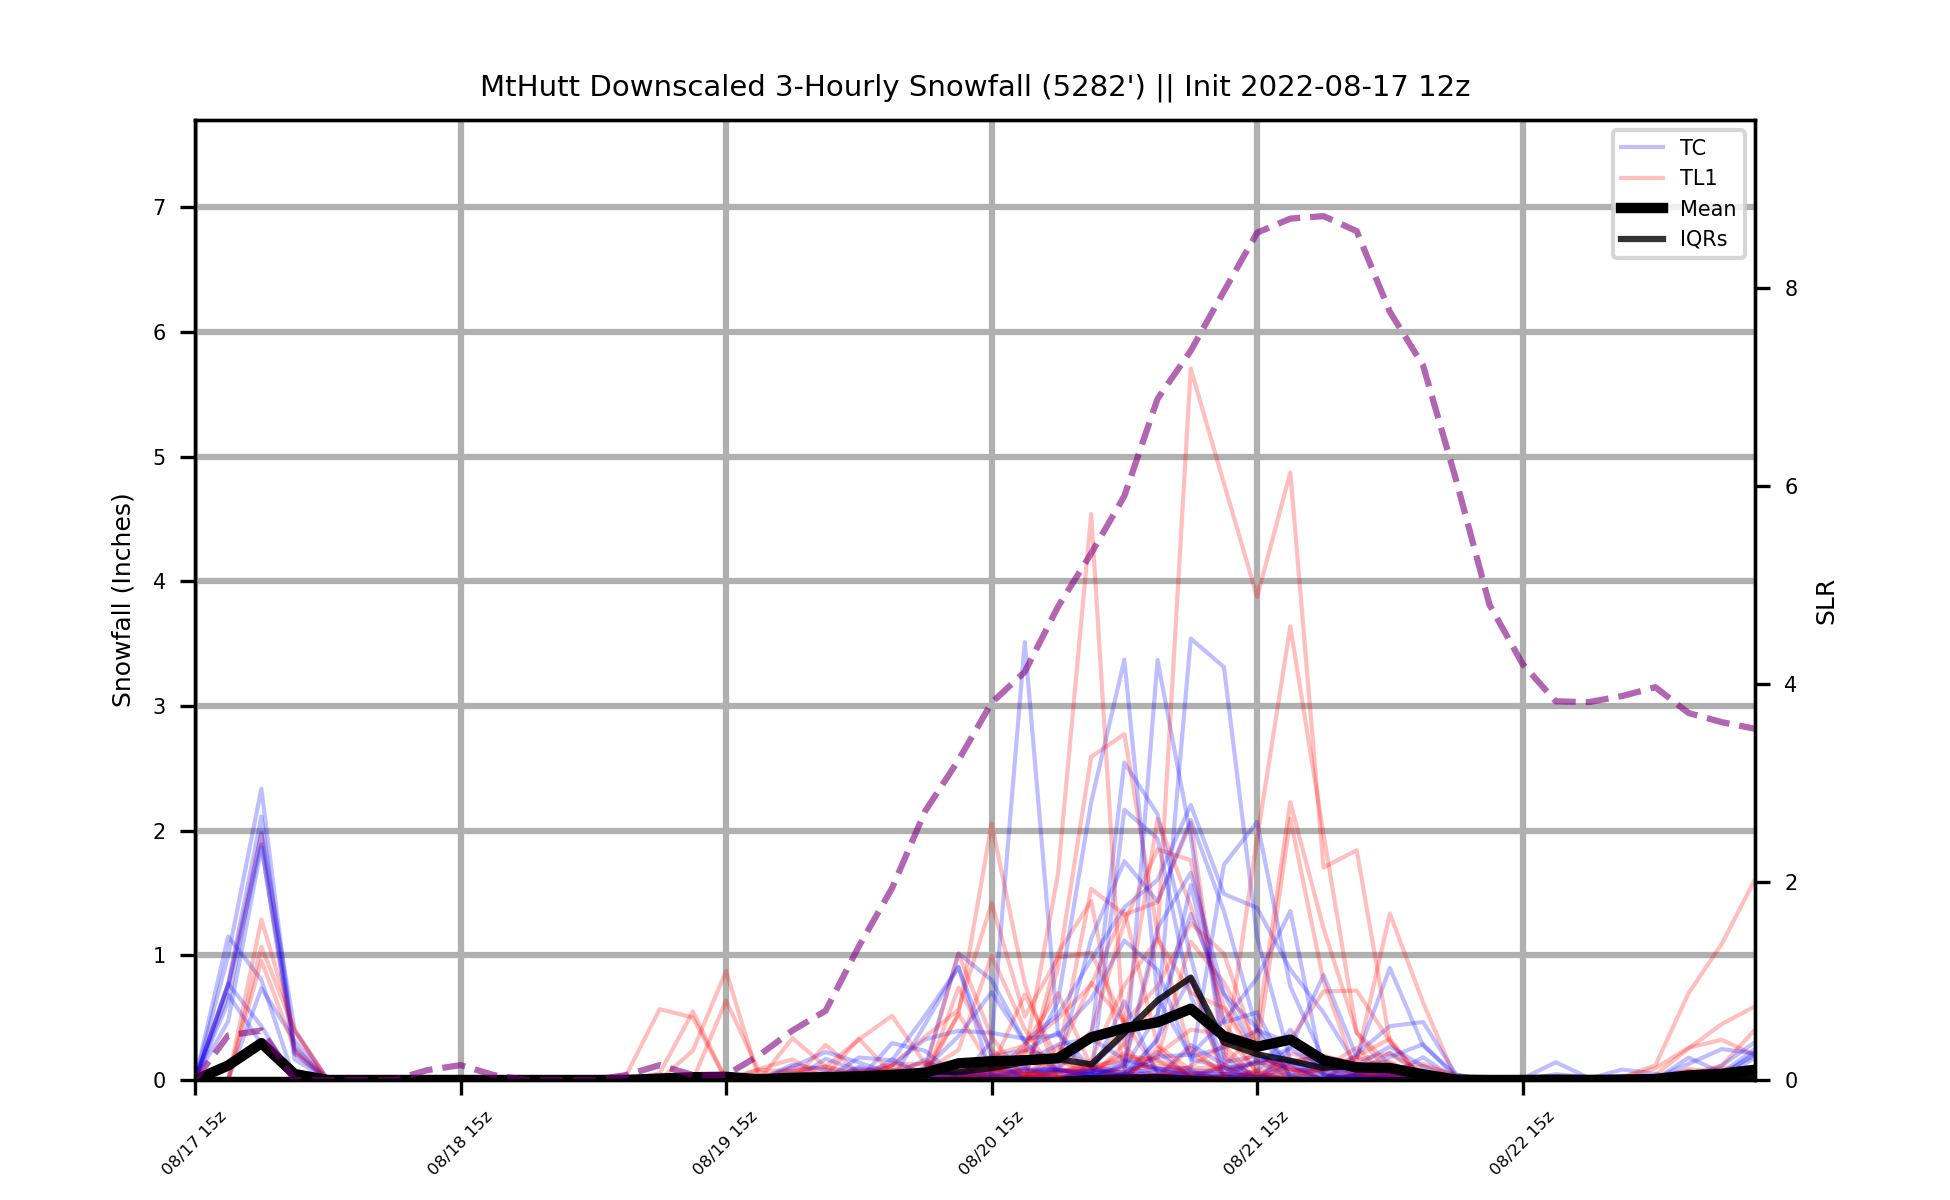 MtHutt Downscaled 3-Hourly Snowfall (5282') || Init 2022-08-17 12z
TC
TL1
Mean
IQRs
Snowfall (Inches)
7
6
5
4
3
2
1
0
SLR
8
6
4
2
0
08/17 15z
08/18 15z
08/19 15z
08/20 15z
08/21 15z
08/22 15z